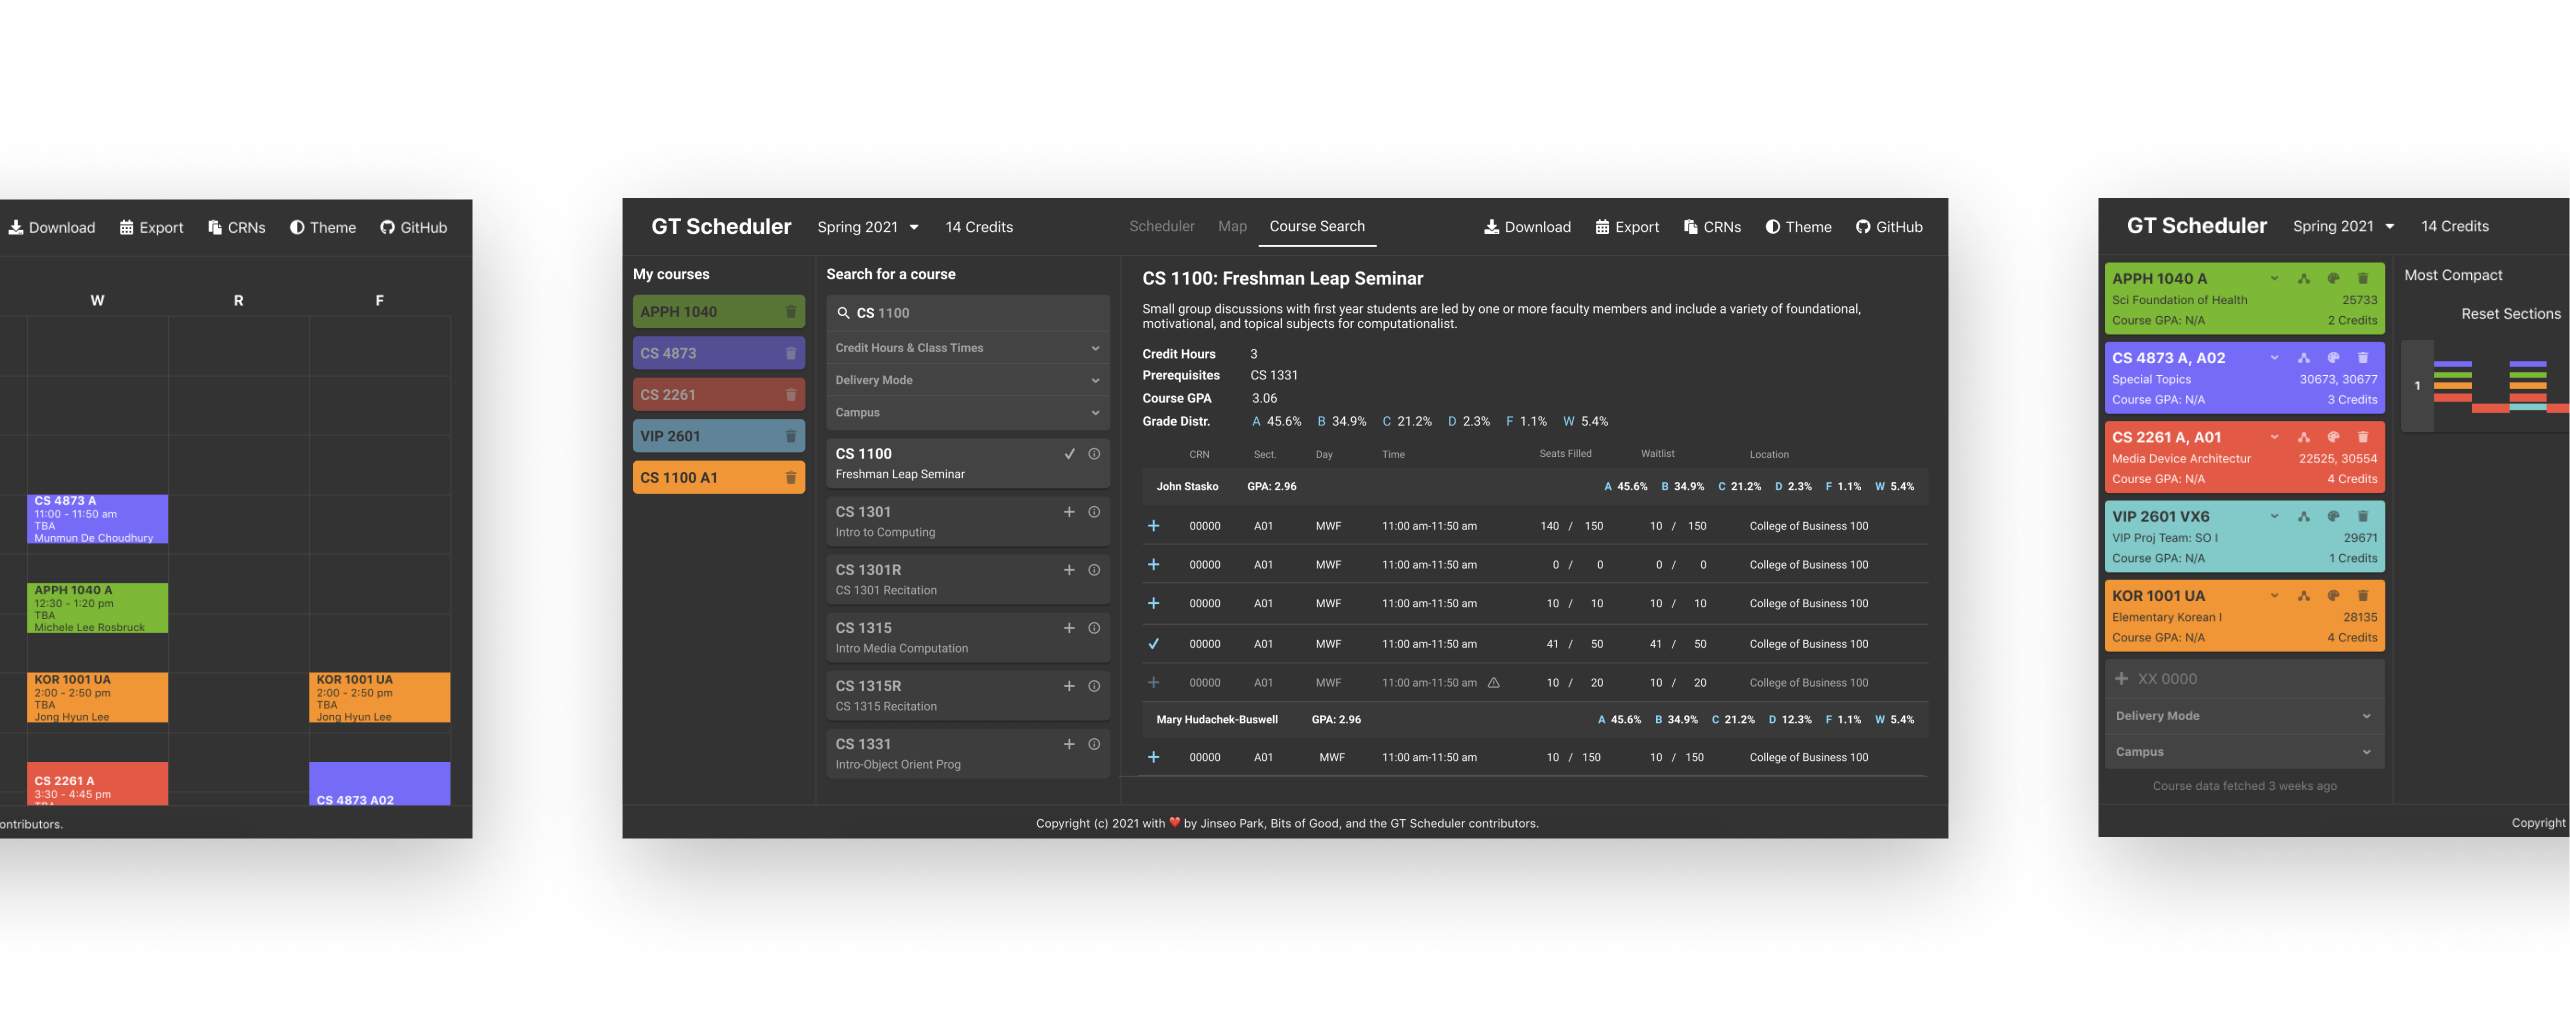 Download Export CRNs Theme GitHub
W R F
CS 4873 A
11:00 - 11:50 am
TBA
Munmun De Choudhury
APPH 1040 A
12:30 - 1:20 pm
TBA
Michele Lee Rosbruck
KOR 1001 UA
2:00 - 2:50 pm
TBA
Jong Hyun Lee
KOR 1001 UA
2:00 - 2:50 pm
TBA
Jong Hyun Lee
CS 2261 A
3:30 - 4:45 pm
TBA
CS 4873 A02
ontributors.
GT Scheduler Spring 2021 14 Credits Scheduler Map Course Search Download Export CRNs Theme GitHub
My courses
APPH 1040
CS 4873
CS 2261
VIP 2601
CS 1100 A1
Search for a course
CS 1100
Credit Hours & Class Times
Delivery Mode
Campus
CS 1100
Freshman Leap Seminar
CS 1301
Intro to Computing
CS 1301R
CS 1301 Recitation
CS 1315
Intro Media Computation
CS 1315R
CS 1315 Recitation
CS 1331
Intro-Object Orient Prog
CS 1100: Freshman Leap Seminar
Small group discussions with first year students are led by one or more faculty members and include a variety of foundational,
motivational, and topical subjects for computationalist.
Credit Hours 3
Prerequisites CS 1331
Course GPA 3.06
Grade Distr. A 45.6% B 34.9% C 21.2% D 2.3% F 1.1% W 5.4%
CRN Sect. Day Time Seats Filled Waitlist Location
John Stasko GPA: 2.96 A 45.6% B 34.9% C 21.2% D 2.3% F 1.1% W 5.4%
00000 A01 MWF 11:00 am-11:50 am 140 / 150 10 / 150 College of Business 100
00000 A01 MWF 11:00 am-11:50 am 0 / 0 0 / 0 College of Business 100
00000 A01 MWF 11:00 am-11:50 am 10 / 10 10 / 10 College of Business 100
00000 A01 MWF 11:00 am-11:50 am 41 / 50 41 / 50 College of Business 100
00000 A01 MWF 11:00 am-11:50 am 10 / 20 10 / 20 College of Business 100
Mary Hudachek-Buswell GPA: 2.96 A 45.6% B 34.9% C 21.2% D 12.3% F 1.1% W 5.4%
00000 A01 MWF 11:00 am-11:50 am 10 / 150 10 / 150 College of Business 100
Copyright (c) 2021 with ❤️ by Jinseo Park, Bits of Good, and the GT Scheduler contributors.
GT Scheduler Spring 2021 14 Credits
APPH 1040 A
Sci Foundation of Health 25733
Course GPA: N/A 2 Credits
CS 4873 A, A02
Special Topics 30673, 30677
Course GPA: N/A 3 Credits
CS 2261 A, A01
Media Device Architectur 22525, 30554
Course GPA: N/A 4 Credits
VIP 2601 VX6
VIP Proj Team: SO I 29671
Course GPA: N/A 1 Credits
KOR 1001 UA
Elementary Korean I 28135
Course GPA: N/A 4 Credits
XX 0000
Delivery Mode
Campus
Course data fetched 3 weeks ago
Most Compact
Reset Sections
1
Copyright